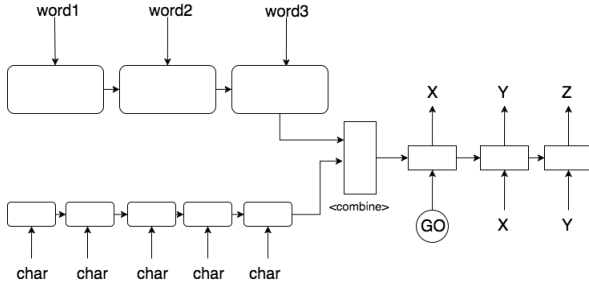 word1 word2 word3
X Y Z
<combine>
GO X Y
char char char char char